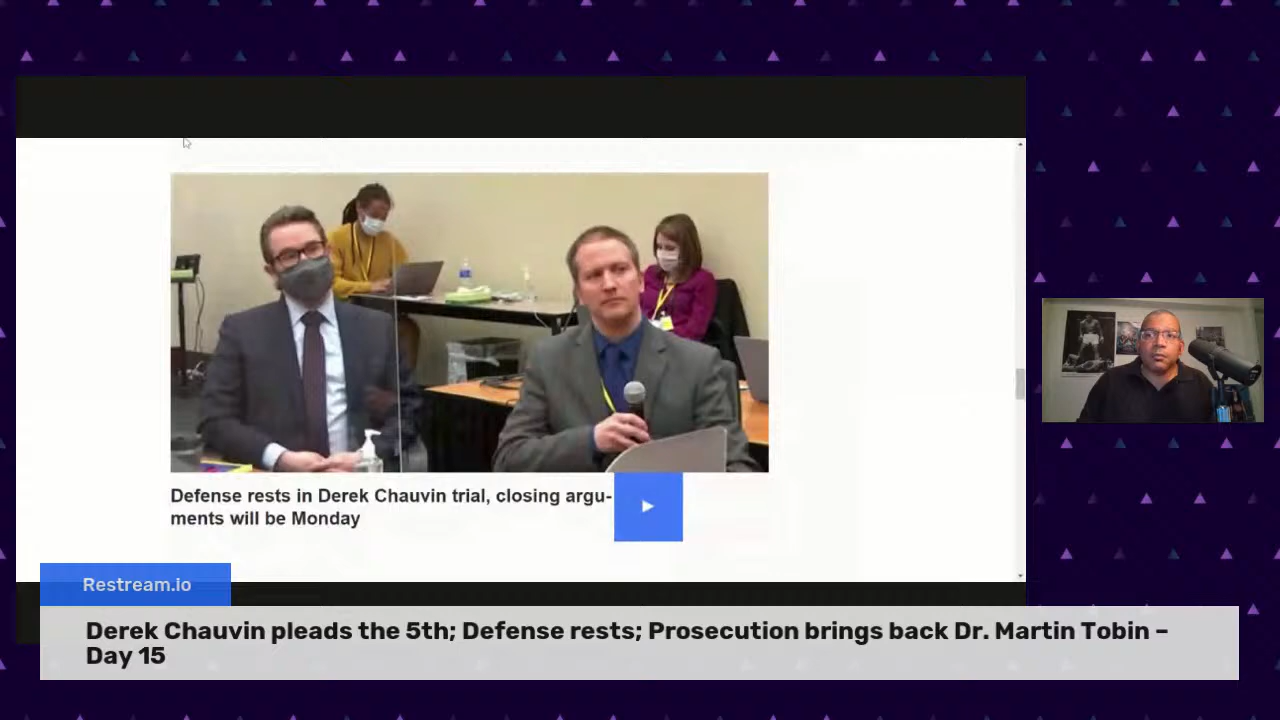 Defense rests in Derek Chauvin trial, closing argu-
ments will be Monday
Restream.io
Derek Chauvin pleads the 5th; Defense rests; Prosecution brings back Dr. Martin Tobin –
Day 15